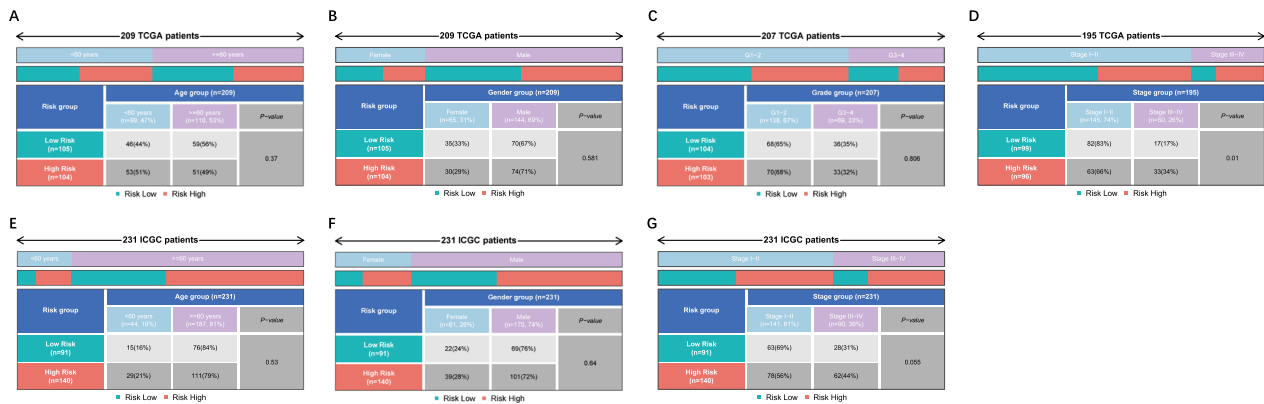 A
209 TCGA patients
<60 years >=60 years
Risk group
Age group (n=209)
<60 years (n=99, 47%)
>=60 years (n=110, 53%)
P-value
Low Risk (n=105)
46(44%) 59(56%)
0.37
High Risk (n=104)
53(51%) 51(49%)
Risk Low Risk High
B
209 TCGA patients
Female Male
Risk group
Gender group (n=209)
Female (n=65, 31%)
Male (n=144, 69%)
P-value
Low Risk (n=105)
35(33%) 70(67%)
0.581
High Risk (n=104)
30(29%) 74(71%)
Risk Low Risk High
C
207 TCGA patients
G1-2 G3-4
Risk group
Grade group (n=207)
G1-2 (n=138, 67%)
G3-4 (n=69, 33%)
P-value
Low Risk (n=104)
68(65%) 36(35%)
0.806
High Risk (n=103)
70(68%) 33(32%)
Risk Low Risk High
D
195 TCGA patients
Stage I-II Stage III-IV
Risk group
Stage group (n=195)
Stage I-II (n=145, 74%)
Stage III-IV (n=50, 26%)
P-value
Low Risk (n=99)
82(83%) 17(17%)
0.01
High Risk (n=96)
63(66%) 33(34%)
Risk Low Risk High
E
231 ICGC patients
<60 years >=60 years
Risk group
Age group (n=231)
<60 years (n=44, 19%)
>=60 years (n=187, 81%)
P-value
Low Risk (n=91)
15(16%) 76(84%)
0.53
High Risk (n=140)
29(21%) 111(79%)
Risk Low Risk High
F
231 ICGC patients
Female Male
Risk group
Gender group (n=231)
Female (n=61, 26%)
Male (n=170, 74%)
P-value
Low Risk (n=91)
22(24%) 69(76%)
0.64
High Risk (n=140)
39(28%) 101(72%)
Risk Low Risk High
G
231 ICGC patients
Stage I-II Stage III-IV
Risk group
Stage group (n=231)
Stage I-II (n=141, 61%)
Stage III-IV (n=90, 39%)
P-value
Low Risk (n=91)
63(69%) 28(31%)
0.055
High Risk (n=140)
78(56%) 62(44%)
Risk Low Risk High